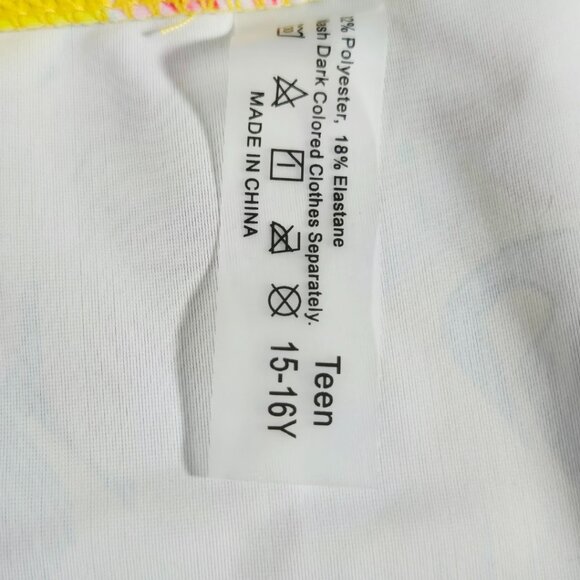 2% Polyester, 18% Elastane
ash Dark Colored Clothes Separately.
MADE IN CHINA
Teen
15-16Y